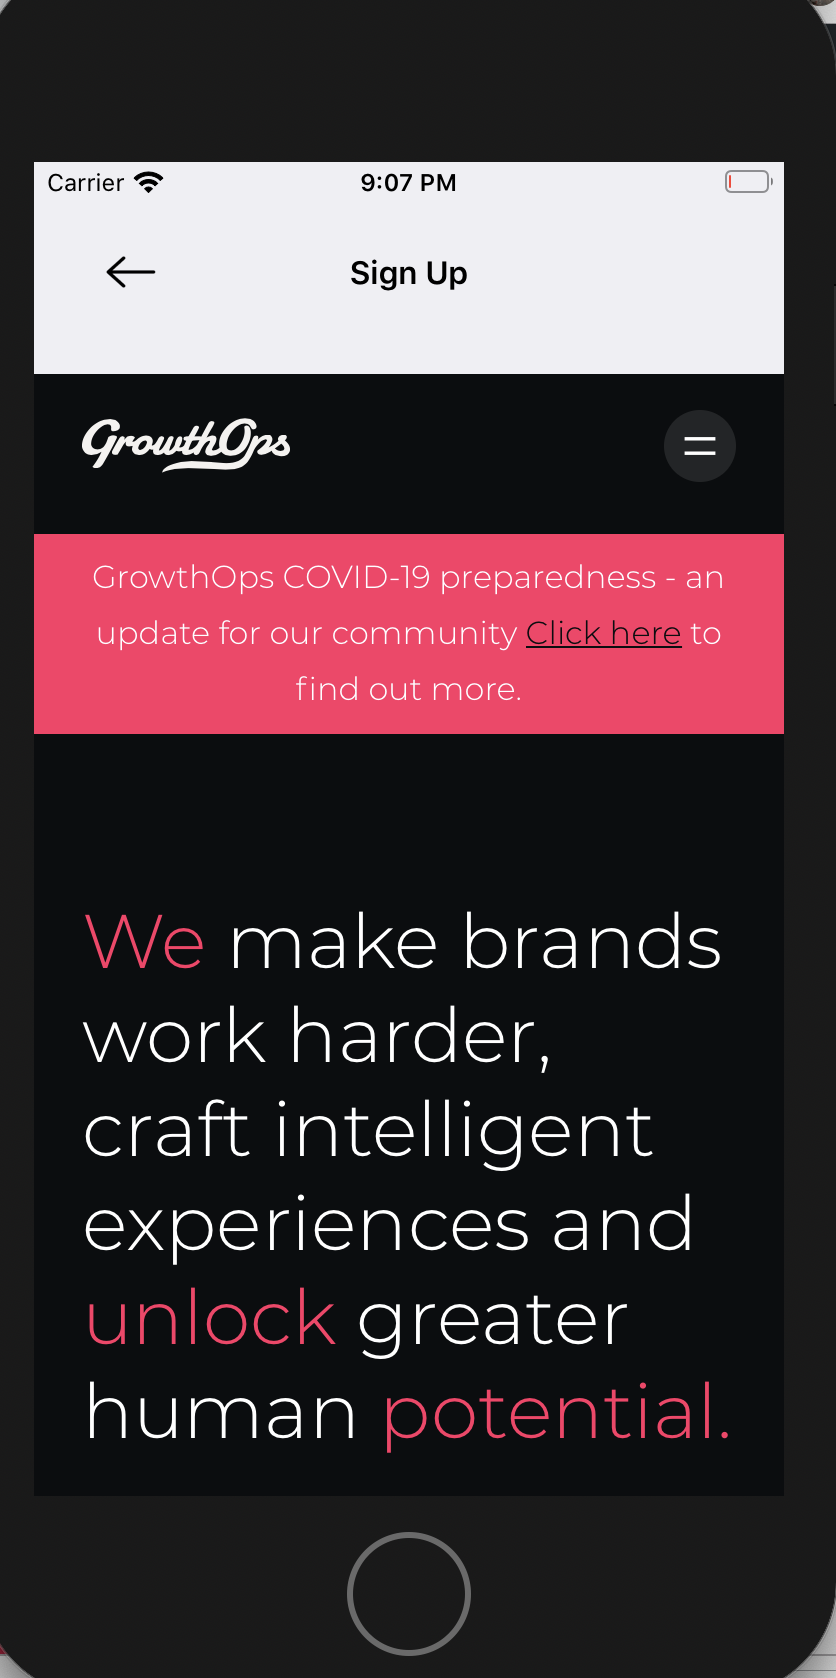 Carrier 9:07 PM
Sign Up
GrowthOps
GrowthOps COVID-19 preparedness - an
update for our community Click here to
find out more.
We make brands
work harder,
craft intelligent
experiences and
unlock greater
human potential.